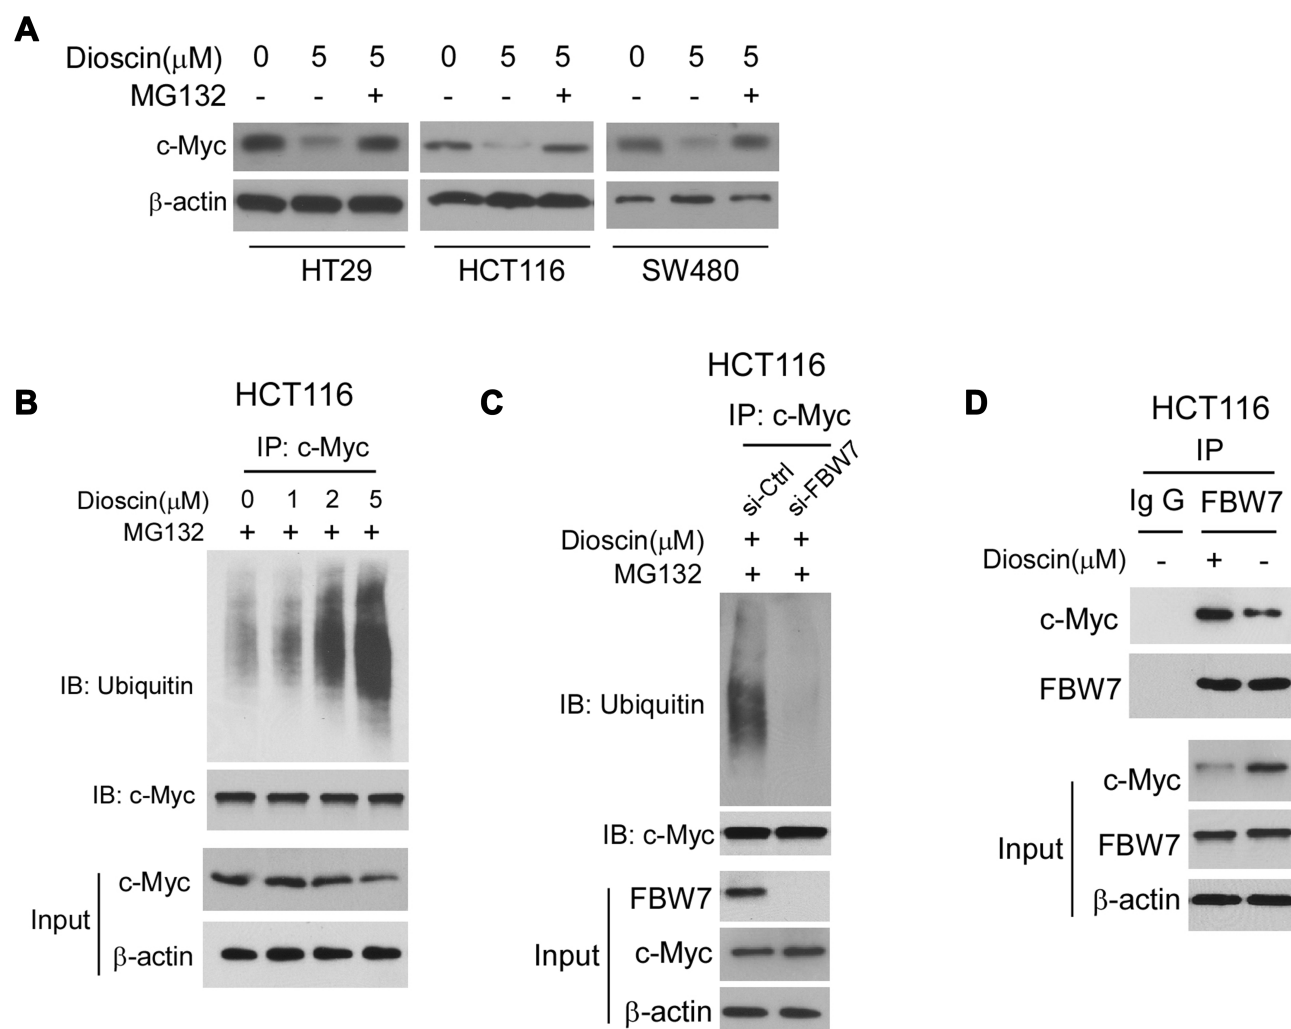 A
Dioscin(μM) 0 5 5 0 5 5 0 5 5
MG132 - - + - - + - - +
c-Myc
β-actin
HT29 HCT116 SW480
B
HCT116
IP: c-Myc
Dioscin(μM) 0 1 2 5
MG132 + + + +
IB: Ubiquitin
IB: c-Myc
Input
c-Myc
β-actin
C
HCT116
IP: c-Myc
si-Ctrl si-FBW7
Dioscin(μM) + +
MG132 + +
IB: Ubiquitin
IB: c-Myc
Input
FBW7
c-Myc
β-actin
D
HCT116
IP
Ig G FBW7
Dioscin(μM) - + -
c-Myc
FBW7
Input
c-Myc
FBW7
β-actin